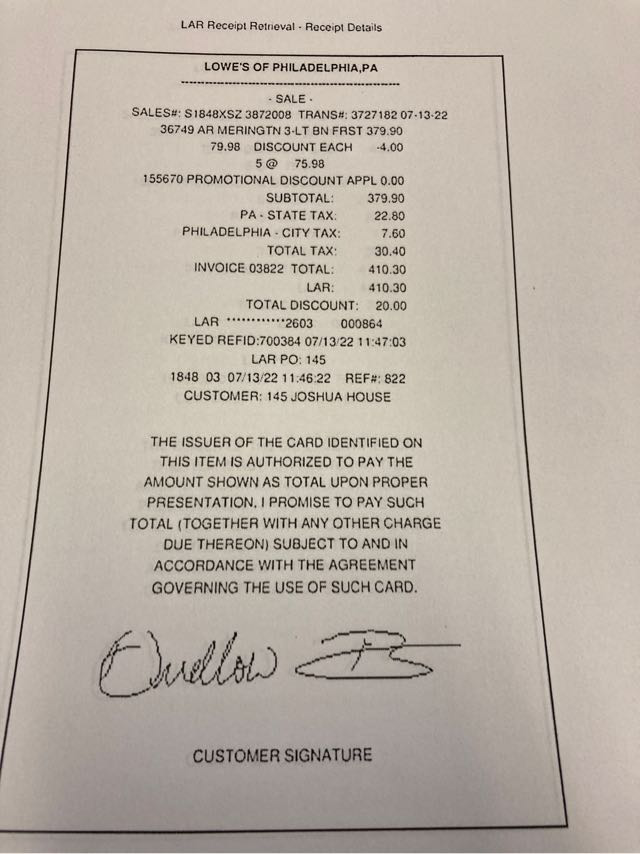 LAR Receipt Retrieval - Receipt Details
LOWE'S OF PHILADELPHIA,PA
- SALE -
SALES#: S1848XSZ 3872008 TRANS#: 3727182 07-13-22
36749 AR MERINGTN 3-LT BN FRST 379.90
79.98 DISCOUNT EACH -4.00
5 @ 75.98
155670 PROMOTIONAL DISCOUNT APPL 0.00
SUBTOTAL: 379.90
PA - STATE TAX: 22.80
PHILADELPHIA - CITY TAX: 7.60
TOTAL TAX: 30.40
INVOICE 03822 TOTAL: 410.30
LAR: 410.30
TOTAL DISCOUNT: 20.00
LAR ************2603 000864
KEYED REFID:700384 07/13/22 11:47:03
LAR PO: 145
1848 03 07/13/22 11:46:22 REF#: 822
CUSTOMER: 145 JOSHUA HOUSE
THE ISSUER OF THE CARD IDENTIFIED ON
THIS ITEM IS AUTHORIZED TO PAY THE
AMOUNT SHOWN AS TOTAL UPON PROPER
PRESENTATION. I PROMISE TO PAY SUCH
TOTAL (TOGETHER WITH ANY OTHER CHARGE
DUE THEREON) SUBJECT TO AND IN
ACCORDANCE WITH THE AGREEMENT
GOVERNING THE USE OF SUCH CARD.
CUSTOMER SIGNATURE